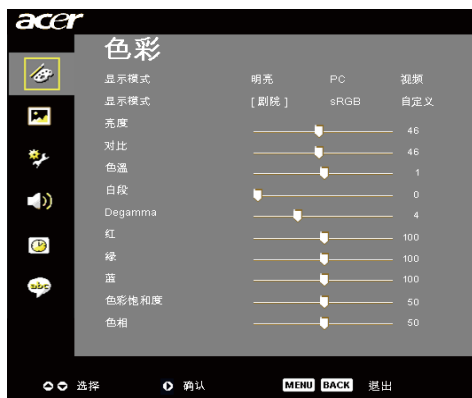 acer
色彩
显示模式 明亮 PC 视频
显示模式 [ 剧院 ] sRGB 自定义
亮度 46
对比 46
色温 1
白段 0
Degamma 4
红 100
绿 100
蓝 100
色彩饱和度 50
色相 50
abc
选择 确认 MENU BACK 退出